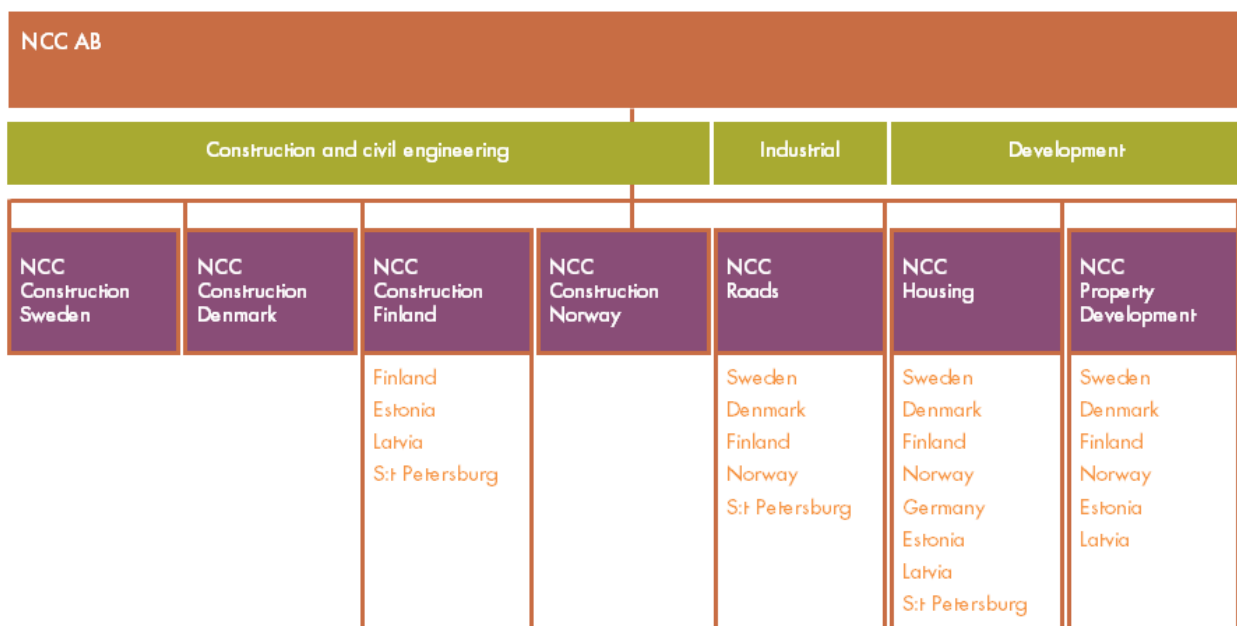 NCC AB
Construction and civil engineering
Industrial
Development
NCC
Construction
Sweden
NCC
Construction
Denmark
NCC
Construction
Finland
Finland
Estonia
Latvia
S:t Petersburg
NCC
Construction
Norway
NCC
Roads
Sweden
Denmark
Finland
Norway
S:t Petersburg
NCC
Housing
Sweden
Denmark
Finland
Norway
Germany
Estonia
Latvia
S:t Petersburg
NCC
Property
Development
Sweden
Denmark
Finland
Norway
Estonia
Latvia